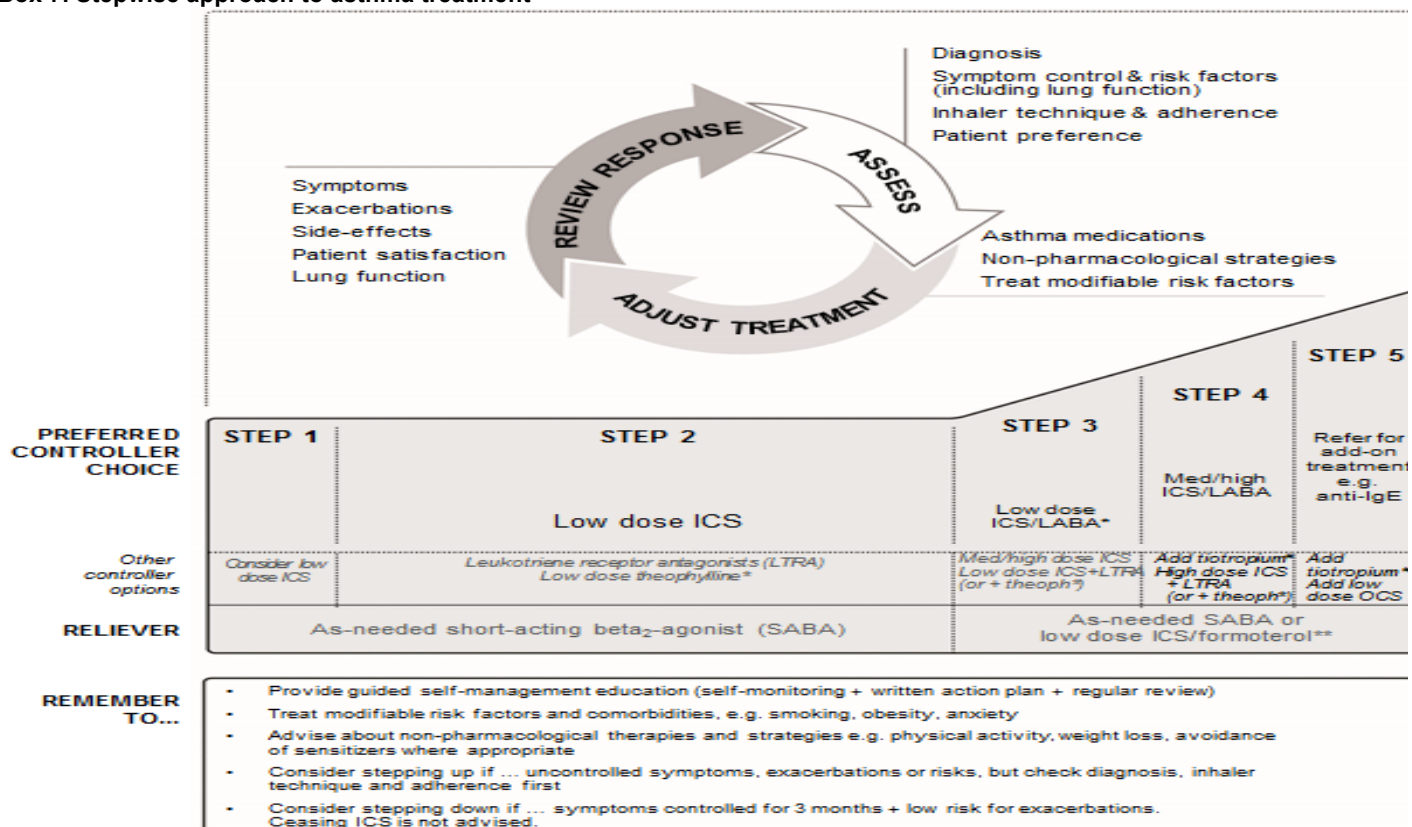 Box 7. Stepwise approach to asthma treatment
Diagnosis
Symptom control & risk factors
(including lung function)
Inhaler technique & adherence
Patient preference
REVIEW RESPONSE
ASSESS
ADJUST TREATMENT
Symptoms
Exacerbations
Side-effects
Patient satisfaction
Lung function
Asthma medications
Non-pharmacological strategies
Treat modifiable risk factors
PREFERRED
CONTROLLER
CHOICE
STEP 1
STEP 2
Low dose ICS
STEP 3
Low dose
ICS/LABA*
STEP 4
Med/high
ICS/LABA
STEP 5
Refer for
add-on
treatment
e.g.
anti-IgE
Other
controller
options
Consider low
dose ICS
Leukotriene receptor antagonists (LTRA)
Low dose theophylline*
Med/high dose ICS
Low dose ICS+LTRA
(or + theoph*)
Add tiotropium*
High dose ICS
+ LTRA
(or + theoph*)
Add
tiotropium*
Add low
dose OCS
RELIEVER
As-needed short-acting beta₂-agonist (SABA)
As-needed SABA or
low dose ICS/formoterol**
REMEMBER
TO...
• Provide guided self-management education (self-monitoring + written action plan + regular review)
• Treat modifiable risk factors and comorbidities, e.g. smoking, obesity, anxiety
• Advise about non-pharmacological therapies and strategies e.g. physical activity, weight loss, avoidance
of sensitizers where appropriate
• Consider stepping up if ... uncontrolled symptoms, exacerbations or risks, but check diagnosis, inhaler
technique and adherence first
• Consider stepping down if ... symptoms controlled for 3 months + low risk for exacerbations.
Ceasing ICS is not advised.